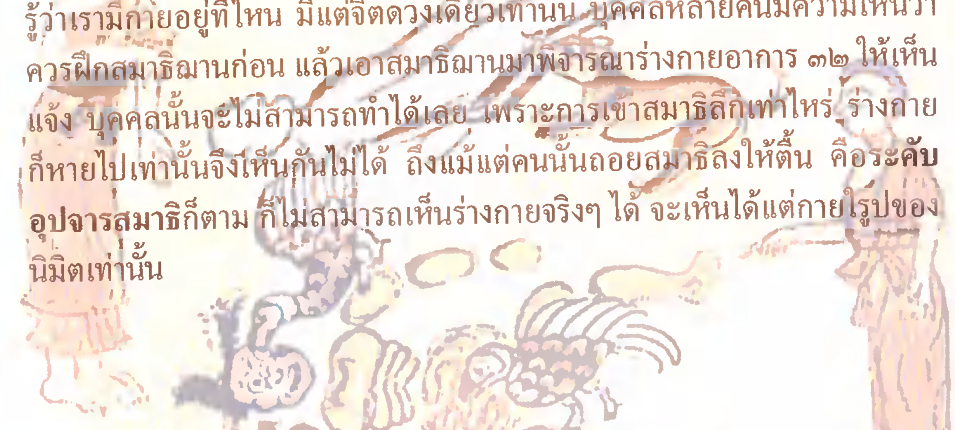 รู้ว่าเรามีกายอยู่ที่ไหน มีแต่จิตดวงเดียวเท่านั้น บุคคลหลายคนมีความเห็นว่า
ควรฝึกสมาธิฌานก่อน แล้วเอาสมาธิฌานมาพิจารณาร่างกายอาการ ๓๒ ให้เห็น
แจ้ง บุคคลนั้นจะไม่สามารถทำได้เลย เพราะการเข้าสมาธิลึกเท่าไหร่ ร่างกาย
ก็หายไปเท่านั้นจึงเห็นกันไม่ได้ ถึงแม้แต่คนนั้นถอยสมาธิลงให้ตื้น คือระคับ
อุปจารสมาธิก็ตาม ก็ไม่สามารถเห็นร่างกายจริงๆ ได้ จะเห็นได้แต่กายรูปของ
นิมิตเท่านั้น